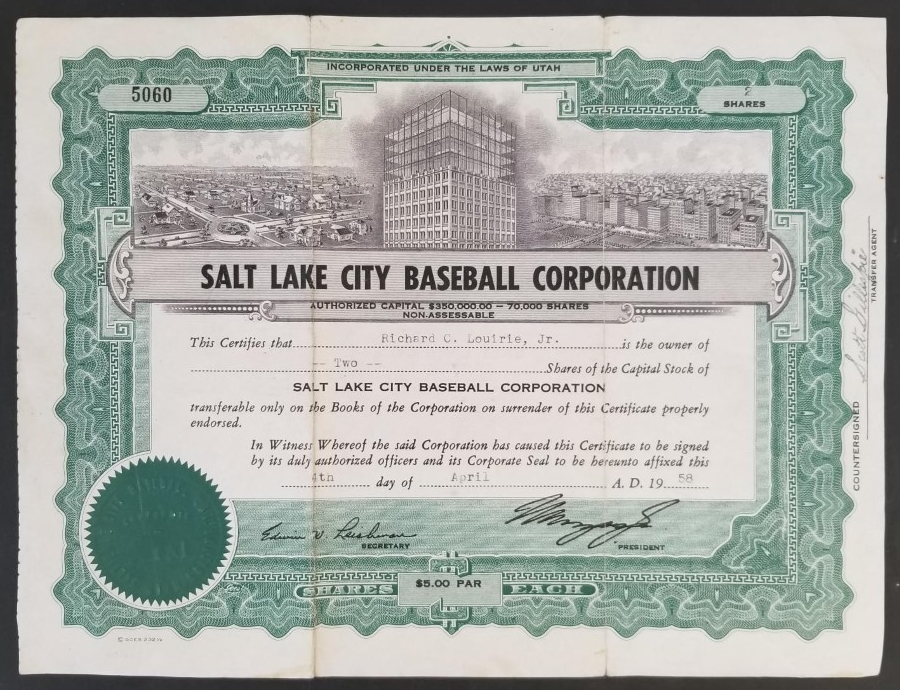 INCORPORATED UNDER THE LAWS OF UTAH
5060
2
SHARES
SALT LAKE CITY BASEBALL CORPORATION
AUTHORIZED CAPITAL $350,000.00 — 70,000 SHARES
NON-ASSESSABLE
This Certifies that Richard C. Louirie, Jr. is the owner of
-- Two -- Shares of the Capital Stock of
SALT LAKE CITY BASEBALL CORPORATION
transferable only on the Books of the Corporation on surrender of this Certificate properly
endorsed.
In Witness Whereof the said Corporation has caused this Certificate to be signed
by its duly authorized officers and its Corporate Seal to be hereunto affixed this
4th day of April A. D. 19 58
Edwin W. Leishman
SECRETARY
PRESIDENT
$5.00 PAR
SHARES EACH
COUNTERSIGNED
TRANSFER AGENT